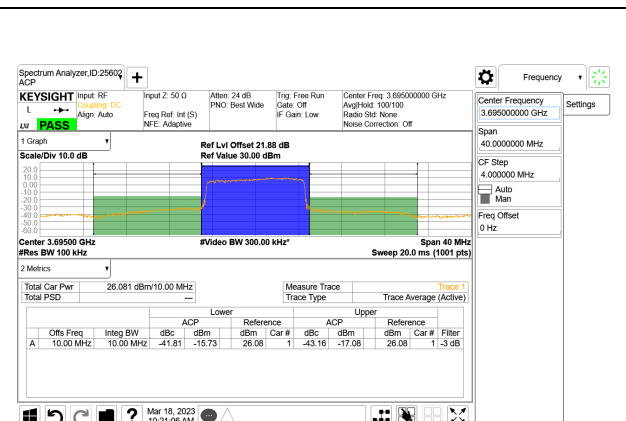 Spectrum Analyzer,ID:25602
ACP
Frequency
Settings
KEYSIGHT
L
PASS
Input: RF
Coupling: DC
Align: Auto
Input Z: 50 Ω
Freq Ref: Int (S)
NFE: Adaptive
Atten: 24 dB
PNO: Best Wide
Trig: Free Run
Gate: Off
IF Gain: Low
Center Freq: 3.695000000 GHz
Avg|Hold: 100/100
Radio Std: None
Noise Correction: Off
Center Frequency
3.695000000 GHz
Span
40.0000000 MHz
CF Step
4.000000 MHz
Auto
Man
Freq Offset
0 Hz
1 Graph
Scale/Div 10.0 dB
Ref Lvl Offset 21.88 dB
Ref Value 30.00 dBm
20.0
10.0
0.00
-10.0
-20.0
-30.0
-40.0
-50.0
-60.0
Center 3.69500 GHz
#Video BW 300.00 kHz*
Span 40 MHz
#Res BW 100 kHz
Sweep 20.0 ms (1001 pts)
2 Metrics
Total Car Pwr 26.081 dBm/10.00 MHz
Total PSD ---
Measure Trace Trace 1
Trace Type Trace Average (Active)
Lower Upper
ACP Reference ACP Reference
Offs Freq Integ BW dBc dBm dBm Car # dBc dBm dBm Car # Filter
A 10.00 MHz 10.00 MHz -41.81 -15.73 26.08 1 -43.16 -17.08 26.08 1 -3 dB
?
Mar 18, 2023
10:21:06 AM